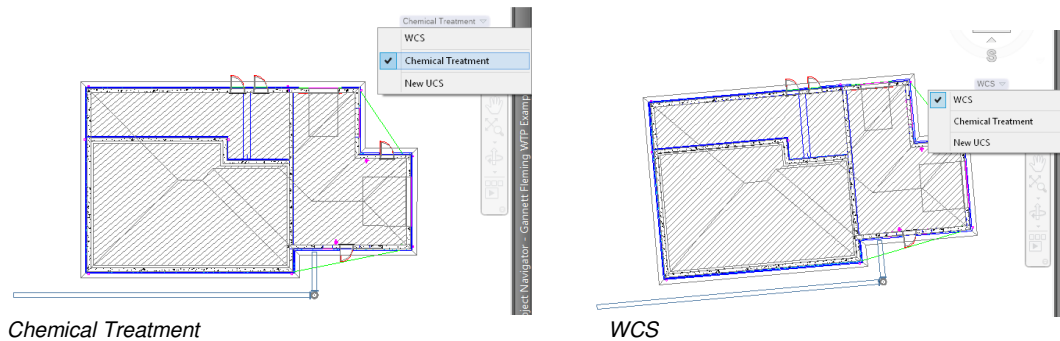 Chemical Treatment
WCS
Chemical Treatment
New UCS
oject Navigator - Gannett Fleming WTP Examp
Chemical Treatment
S
WCS
WCS
Chemical Treatment
New UCS
WCS